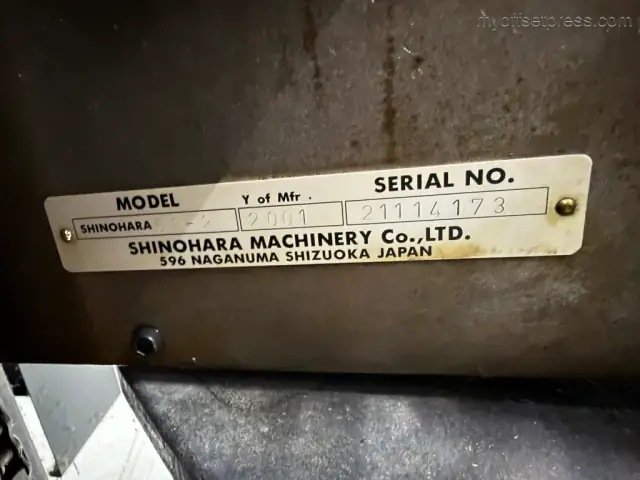 myoffsetpress.com
MODEL Y of Mfr. SERIAL NO.
SHINOHARA 2001 21114173
SHINOHARA MACHINERY Co.,LTD.
596 NAGANUMA SHIZUOKA JAPAN